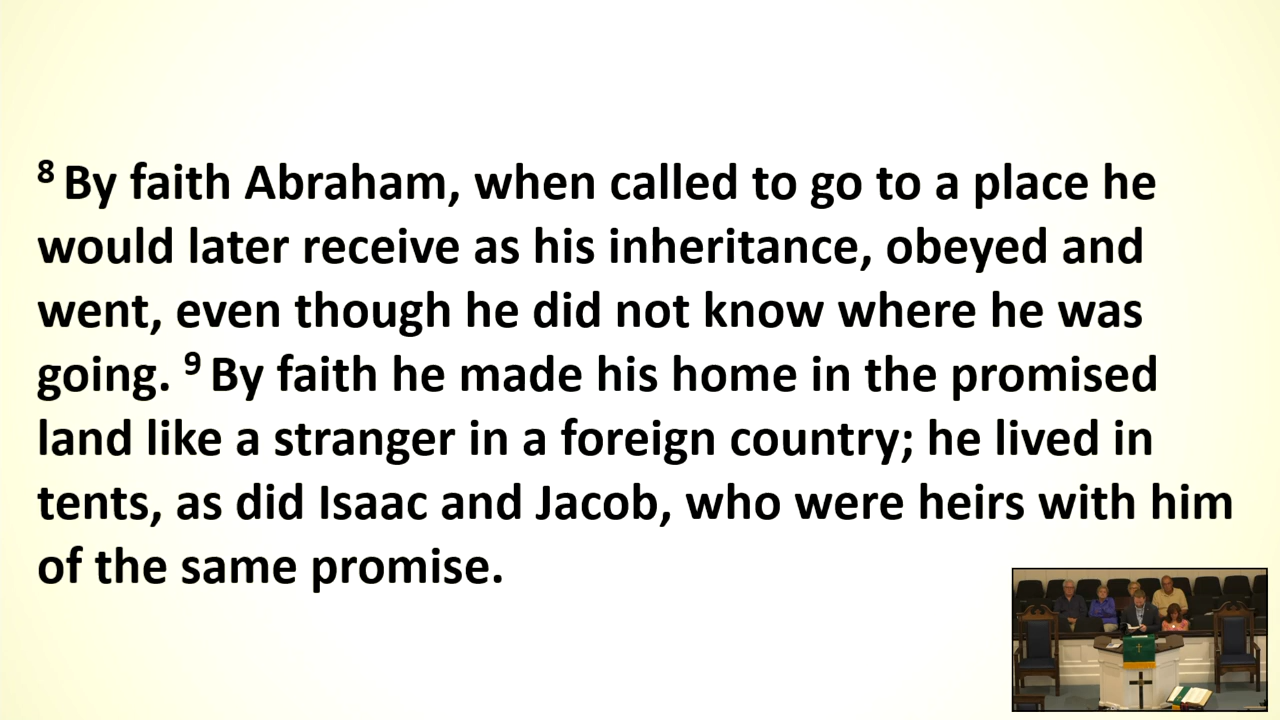 ⁸ By faith Abraham, when called to go to a place he
would later receive as his inheritance, obeyed and
went, even though he did not know where he was
going. ⁹ By faith he made his home in the promised
land like a stranger in a foreign country; he lived in
tents, as did Isaac and Jacob, who were heirs with him
of the same promise.